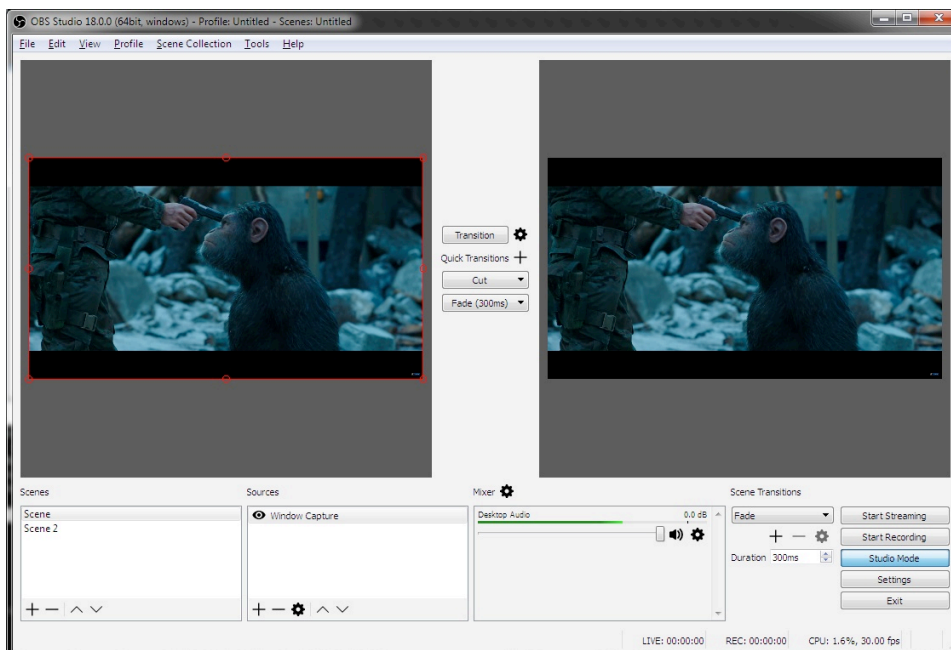 OBS Studio 18.0.0 (64bit, windows) - Profile: Untitled - Scenes: Untitled
File Edit View Profile Scene Collection Tools Help
Transition
Quick Transitions
Cut
Fade (300ms)
Scenes
Scene
Scene 2
Sources
Window Capture
Mixer
Desktop Audio 0.0 dB
Scene Transitions
Fade
Duration 300ms
Start Streaming
Start Recording
Studio Mode
Settings
Exit
LIVE: 00:00:00 REC: 00:00:00 CPU: 1.6%, 30.00 fps